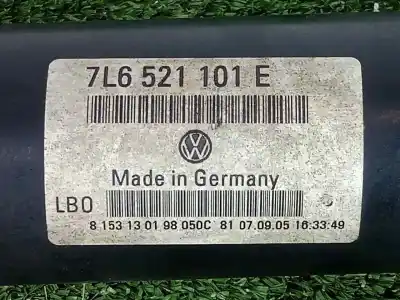 7L6 521 101 E
Made in Germany
LBO
8 153 13 01 98 050C 81 07.09.05 16:33:49